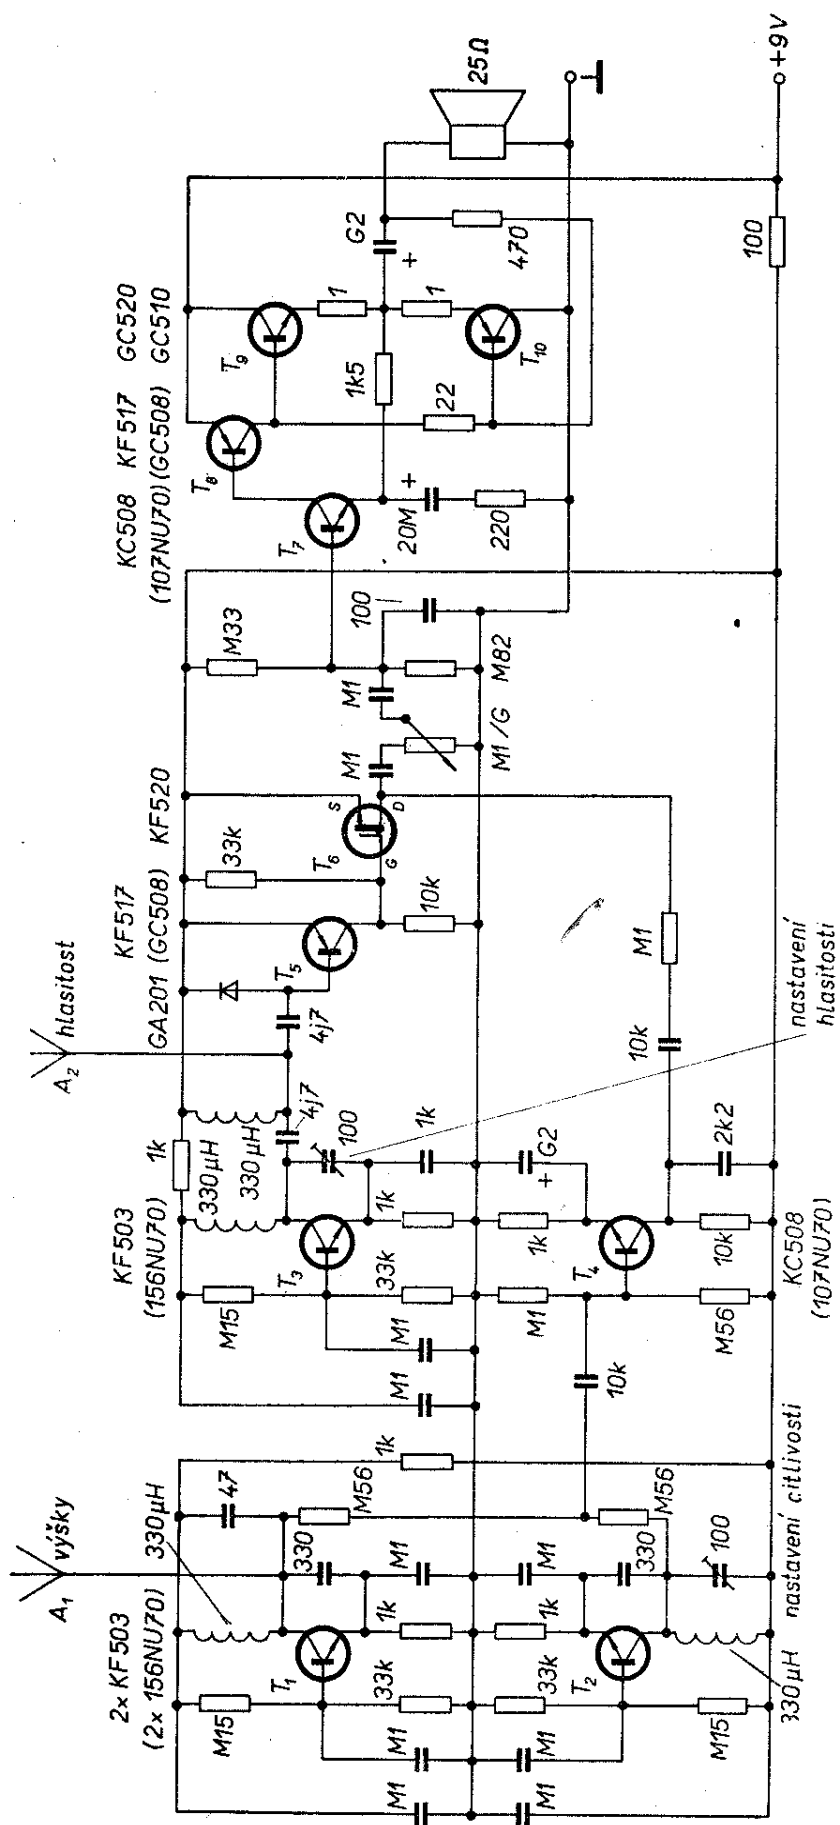 A₁ výšky
2x KF503
(2x 156NU70)
330µH
M15
T₁
33k
1k
330
47
M56
M1
M1
M1
1k
M1
M1
M1
33k
1k
330
M56
T₂
M15
330µH
100
nastavení citlivosti
10k
KF503
(156NU70)
M15
T₃
33k
M1
M1
1k
330µH
330µH
4j7
100
1k
1k
M1
1k
G2
+
T₄
M56
10k
2k2
KC508
(107NU70)
10k
M1
nastavení
hlasitosti
A₂ hlasitost
KF517
GA201 (GC508)
KF520
4j7
T₅
33k
10k
T₆
S
G
D
M1
M1/G
M1
M33
M82
100
KC508 KF517 GC520
(107NU70)(GC508) GC510
T₇
T₈
T₉
T₁₀
20M
+
220
1k5
22
1
1
G2
+
470
25Ω
100
+9V